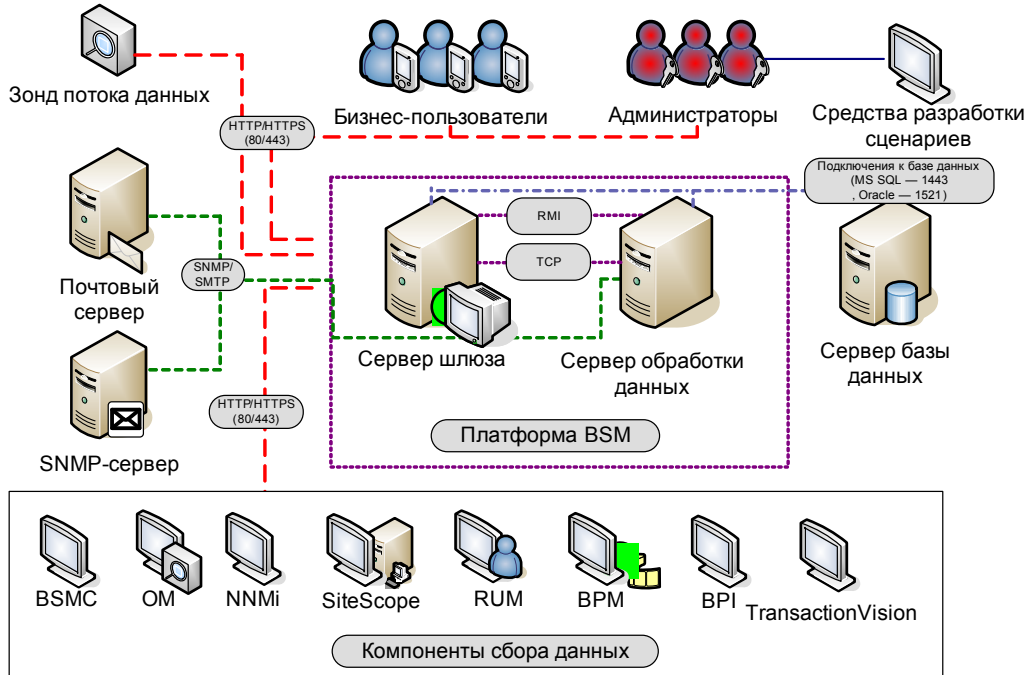 Зонд потока данных
Бизнес-пользователи
Администраторы
Средства разработки
сценариев
HTTP/HTTPS
(80/443)
Подключения к базе данных
(MS SQL — 1443
, Oracle — 1521)
RMI
TCP
SNMP/
SMTP
Почтовый
сервер
Сервер шлюза
Сервер обработки
данных
Сервер базы
данных
HTTP/HTTPS
(80/443)
Платформа BSM
SNMP-сервер
BSMC
OM
NNMi
SiteScope
RUM
BPM
BPI
TransactionVision
Компоненты сбора данных